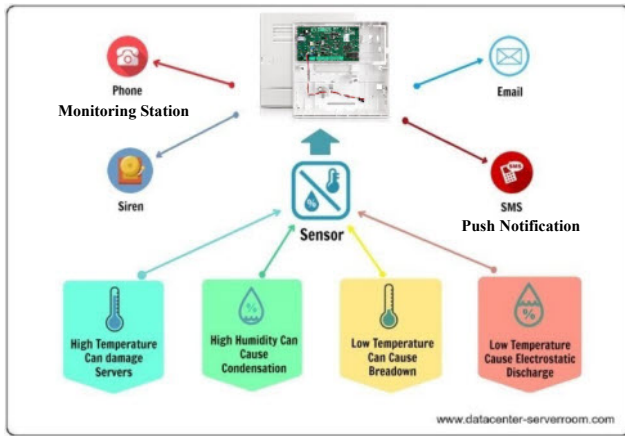 Phone
Monitoring Station
Email
Siren
SMS
SMS
Push Notification
Sensor
%
%
%
High Temperature
Can damage
Servers
High Humidity Can
Cause
Condensation
Low Temperature
Can Cause
Breadown
Low Temperature
Cause Electrostatic
Discharge
www.datacenter-serverroom.com